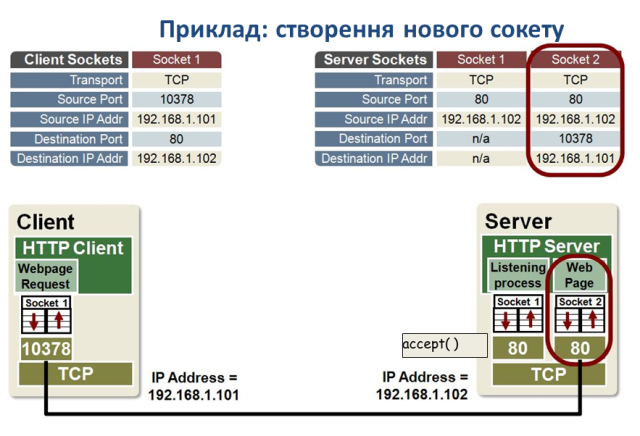 Приклад: створення нового сокету
Client Sockets Socket 1
Transport TCP
Source Port 10378
Source IP Addr 192.168.1.101
Destination Port 80
Destination IP Addr 192.168.1.102
Server Sockets Socket 1 Socket 2
Transport TCP TCP
Source Port 80 80
Source IP Addr 192.168.1.102 192.168.1.102
Destination Port n/a 10378
Destination IP Addr n/a 192.168.1.101
Client
HTTP Client
Webpage
Request
Socket 1
10378
TCP
IP Address =
192.168.1.101
Server
HTTP Server
Listening
process
Web
Page
Socket 1
Socket 2
accept()
80
80
TCP
IP Address =
192.168.1.102